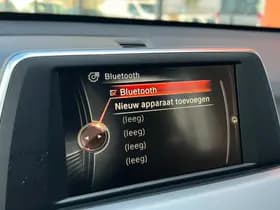 Bluetooth
Bluetooth
Nieuw apparaat toevoegen
(leeg)
(leeg)
(leeg)
(leeg)